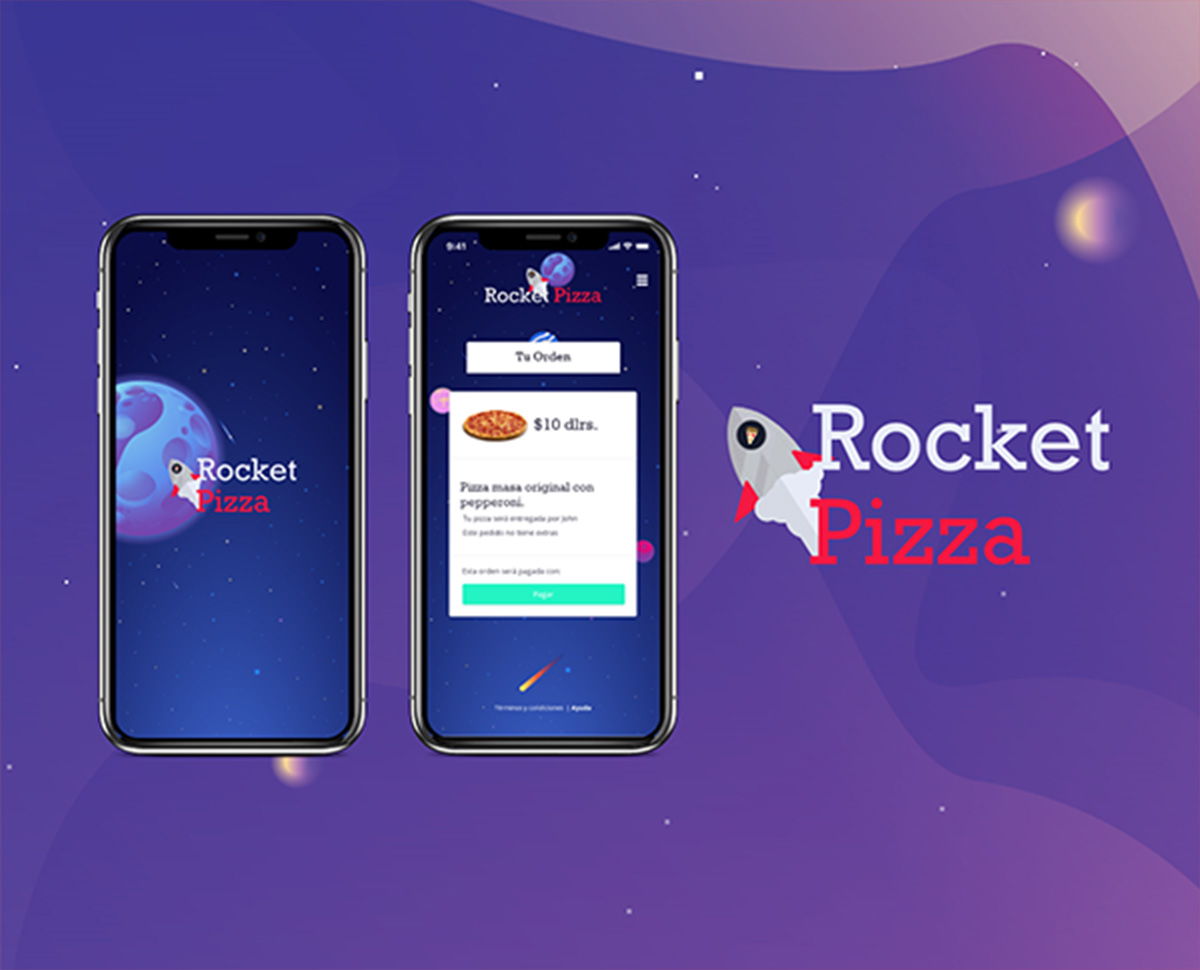 Rocket
Pizza
9:41
Rocket Pizza
Tu Orden
$10 dlrs.
Pizza masa original con
pepperoni.
Tu pizza será entregada por John
Este pedido no tiene extras
Esta orden será pagada con:
Pagar
Términos y condiciones | Ayuda
Rocket
Pizza